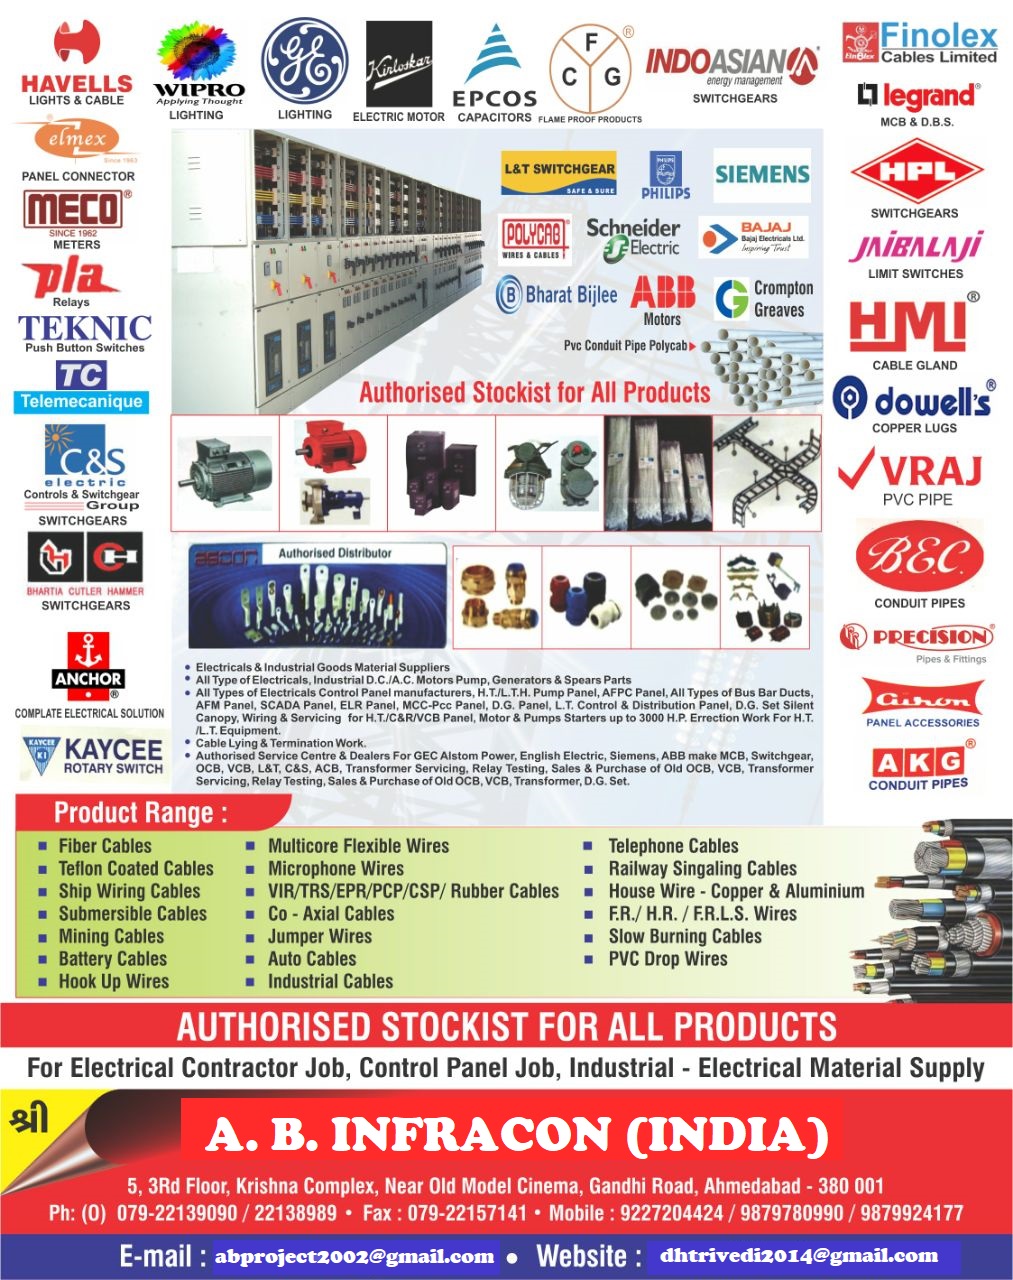 HAVELLS
LIGHTS & CABLE
WIPRO
Applying Thought
LIGHTING
GE
LIGHTING
Kirloskar
ELECTRIC MOTOR
EPCOS
CAPACITORS
F
C G
®
FLAME PROOF PRODUCTS
INDOASIAN®
energy management
SWITCHGEARS
Finolex
Cables Limited
elmex
Since 1963
PANEL CONNECTOR
MECO®
SINCE 1962
METERS
pla
Relays
TEKNIC
Push Button Switches
TC
Telemecanique
C&S
electric
Controls & Switchgear
Group
SWITCHGEARS
BHARTIA CUTLER HAMMER
SWITCHGEARS
ANCHOR®
COMPLATE ELECTRICAL SOLUTION
KAYCEE
KI
KAYCEE
ROTARY SWITCH
L&T SWITCHGEAR
SAFE & SURE
PHILIPS
PHILIPS
SIEMENS
POLYCAB
WIRES & CABLES
Schneider
Electric
BAJAJ
Bajaj Electricals Ltd.
Inspiring Trust
B Bharat Bijlee
ABB
Motors
Crompton
Greaves
Pvc Conduit Pipe Polycab
Authorised Stockist for All Products
legrand®
MCB & D.B.S.
HPL
SWITCHGEARS
JAIBALAJI
LIMIT SWITCHES
HMI®
CABLE GLAND
dowell's®
COPPER LUGS
VRAJ
PVC PIPE
B.E.C.
CONDUIT PIPES
PRECISION®
Pipes & Fittings
PANEL ACCESSORIES
AKG®
CONDUIT PIPES
ascon Authorised Distributor
• Electricals & Industrial Goods Material Suppliers
• All Type of Electricals, Industrial D.C./A.C. Motors Pump, Generators & Spears Parts
• All Types of Electricals Control Panel manufacturers, H.T./L.T.H. Pump Panel, AFPC Panel, All Types of Bus Bar Ducts,
AFM Panel, SCADA Panel, ELR Panel, MCC-Pcc Panel, D.G. Panel, L.T. Control & Distribution Panel, D.G. Set Silent
Canopy, Wiring & Servicing for H.T./C&R/VCB Panel, Motor & Pumps Starters up to 3000 H.P. Errection Work For H.T.
/L.T. Equipment.
• Cable Lying & Termination Work.
• Authorised Service Centre & Dealers For GEC Alstom Power, English Electric, Siemens, ABB make MCB, Switchgear,
OCB, VCB, L&T, C&S, ACB, Transformer Servicing, Relay Testing, Sales & Purchase of Old OCB, VCB, Transformer
Servicing, Relay Testing, Sales & Purchase of Old OCB, VCB, Transformer, D.G. Set.
Product Range :
Fiber Cables
Teflon Coated Cables
Ship Wiring Cables
Submersible Cables
Mining Cables
Battery Cables
Hook Up Wires
Multicore Flexible Wires
Microphone Wires
VIR/TRS/EPR/PCP/CSP/ Rubber Cables
Co - Axial Cables
Jumper Wires
Auto Cables
Industrial Cables
Telephone Cables
Railway Singaling Cables
House Wire - Copper & Aluminium
F.R./ H.R. / F.R.L.S. Wires
Slow Burning Cables
PVC Drop Wires
AUTHORISED STOCKIST FOR ALL PRODUCTS
For Electrical Contractor Job, Control Panel Job, Industrial - Electrical Material Supply
શ્રી
A. B. INFRACON (INDIA)
5, 3Rd Floor, Krishna Complex, Near Old Model Cinema, Gandhi Road, Ahmedabad - 380 001
Ph: (O) 079-22139090 / 22138989 • Fax : 079-22157141 • Mobile : 9227204424 / 9879780990 / 9879924177
E-mail : abproject2002@gmail.com • Website : dhtrivedi2014@gmail.com